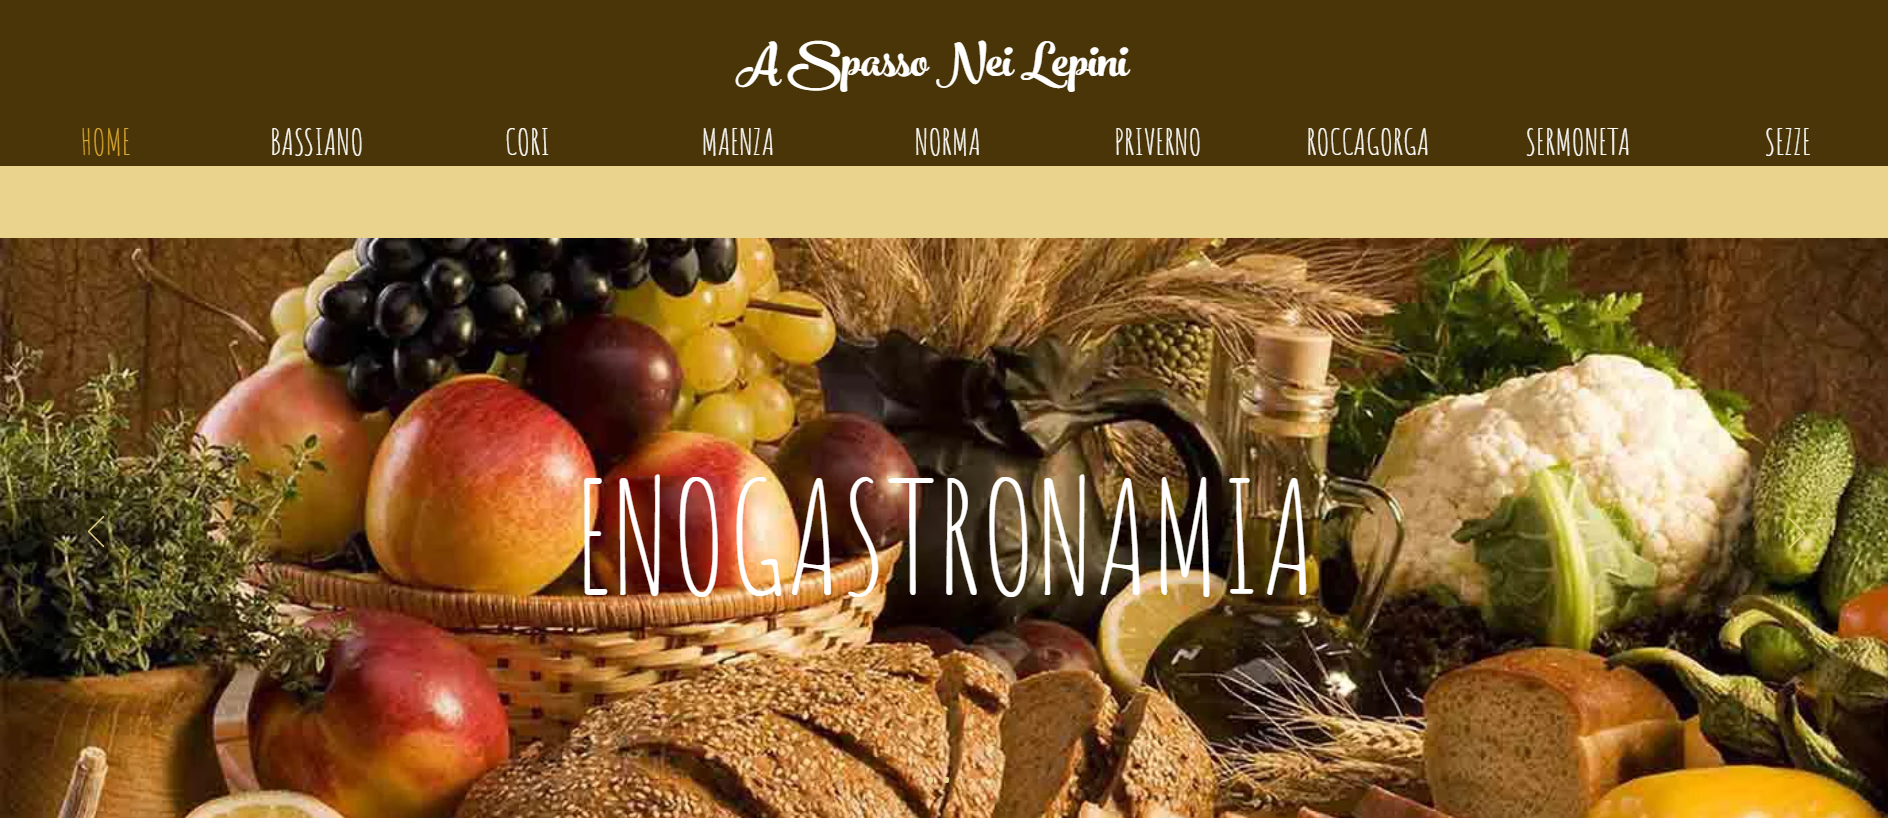 A Spasso Nei Lepini
HOME BASSIANO CORI MAENZA NORMA PRIVERNO ROCCAGORGA SERMONETA SEZZE
ENOGASTRONAMIA